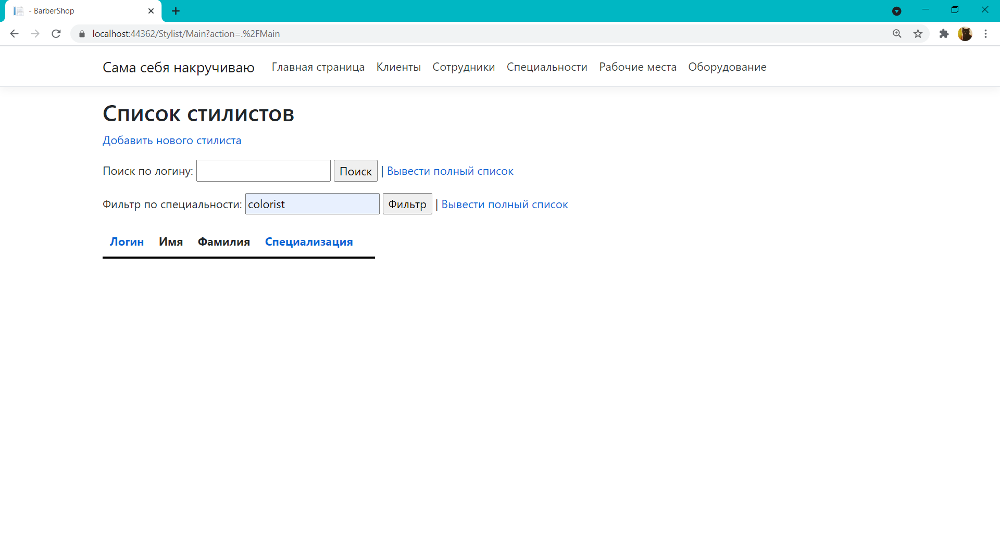 - BarberShop
localhost:44362/Stylist/Main?action=.%2FMain
Сама себя накручиваю Главная страница Клиенты Сотрудники Специальности Рабочие места Оборудование
Список стилистов
Добавить нового стилиста
Поиск по логину: Поиск | Вывести полный список
Фильтр по специальности: colorist Фильтр | Вывести полный список
Логин Имя Фамилия Специализация